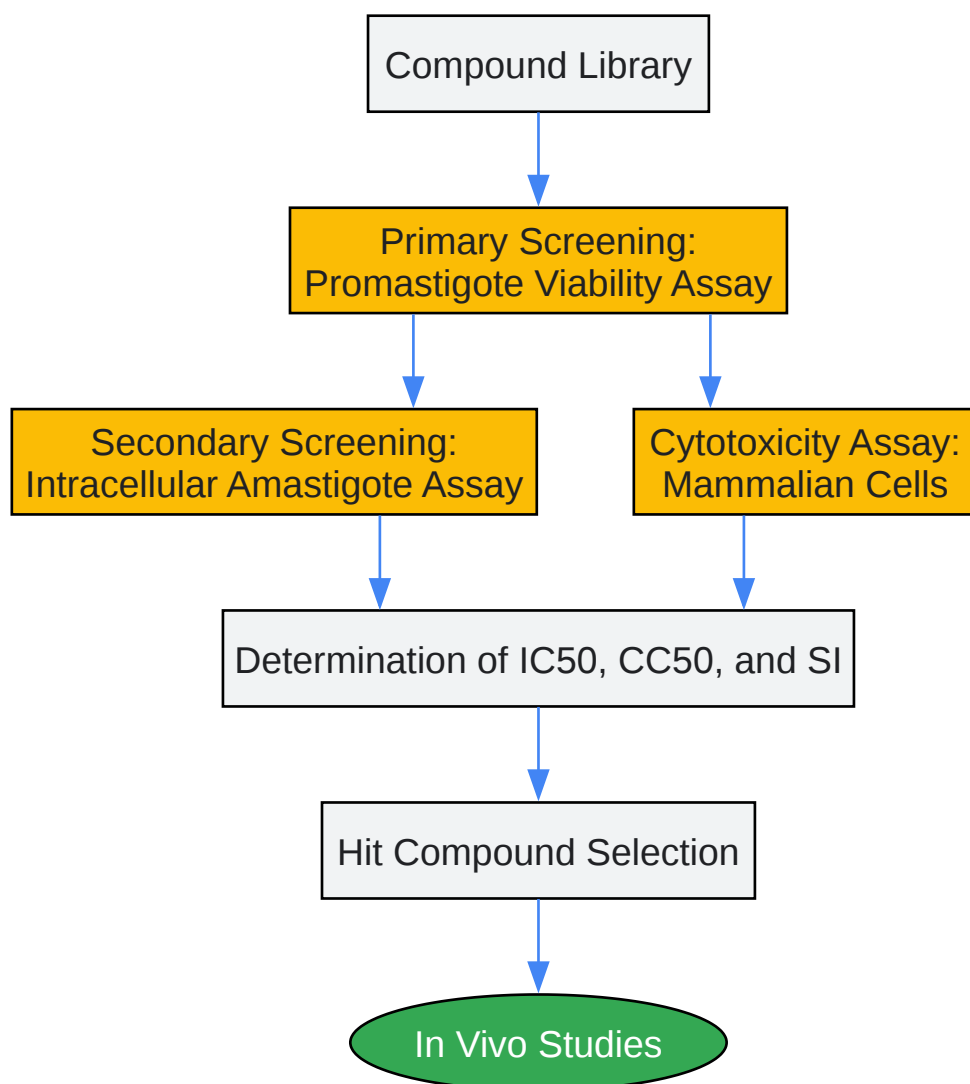 Compound Library
Primary Screening:
Promastigote Viability Assay
Secondary Screening:
Intracellular Amastigote Assay
Cytotoxicity Assay:
Mammalian Cells
Determination of IC50, CC50, and SI
Hit Compound Selection
In Vivo Studies